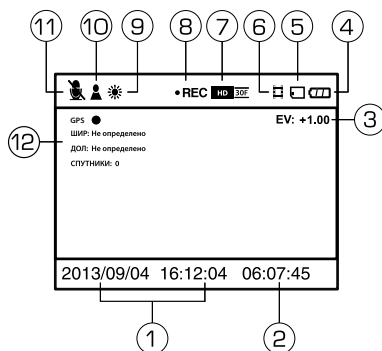 11 10 9 8 7 6 5 4
• REC HD 30F
GPS
EV: +1.00
3
12
ШИР: Не определено
ДОЛ: Не определено
СПУТНИКИ: 0
2013/09/04 16:12:04 06:07:45
1 2